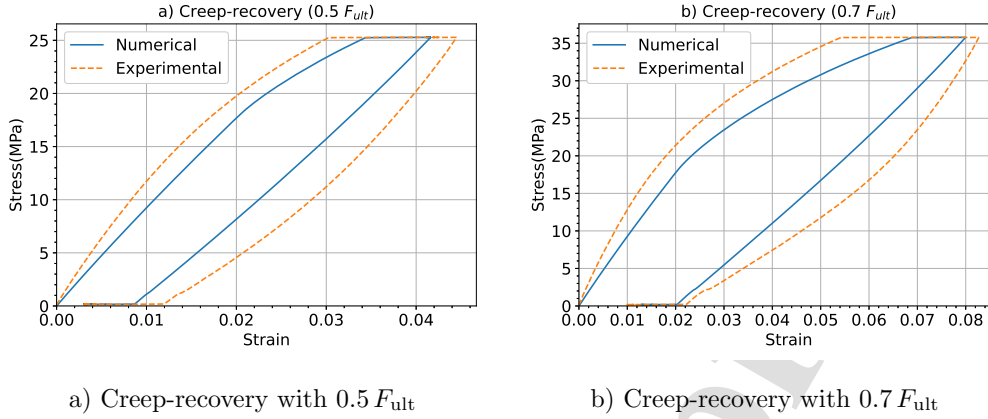 a) Creep-recovery (0.5 F_ult)
25
20
15
10
5
0
Stress(MPa)
Numerical
Experimental
0.00 0.01 0.02 0.03 0.04
Strain
b) Creep-recovery (0.7 F_ult)
35
30
25
20
15
10
5
0
Stress(MPa)
Numerical
Experimental
0.00 0.01 0.02 0.03 0.04 0.05 0.06 0.07 0.08
Strain
a) Creep-recovery with 0.5 F_ult
b) Creep-recovery with 0.7 F_ult